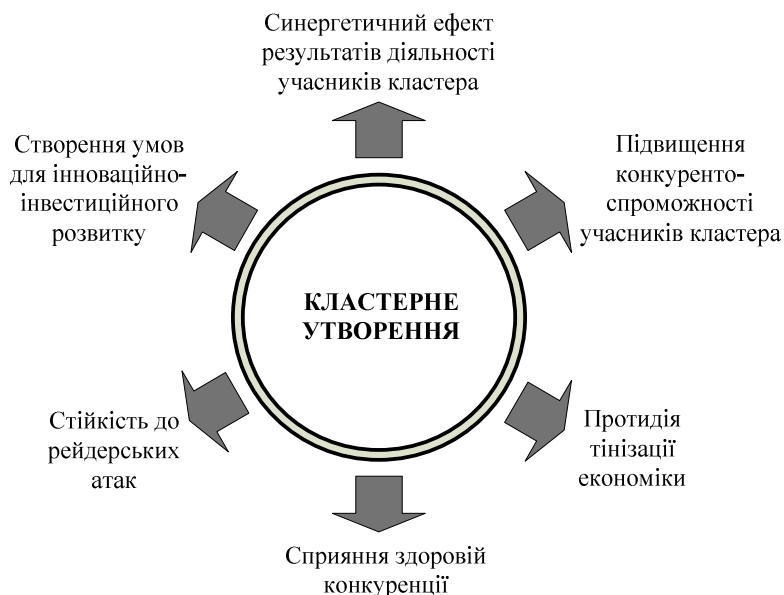 Синергетичний ефект
результатів діяльності
учасників кластера
Створення умов
для інноваційно-
інвестиційного
розвитку
Підвищення
конкуренто-
спроможності
учасників кластера
КЛАСТЕРНЕ
УТВОРЕННЯ
Стійкість до
рейдерських
атак
Протидія
тінізації
економіки
Сприяння здоровій
конкуренції